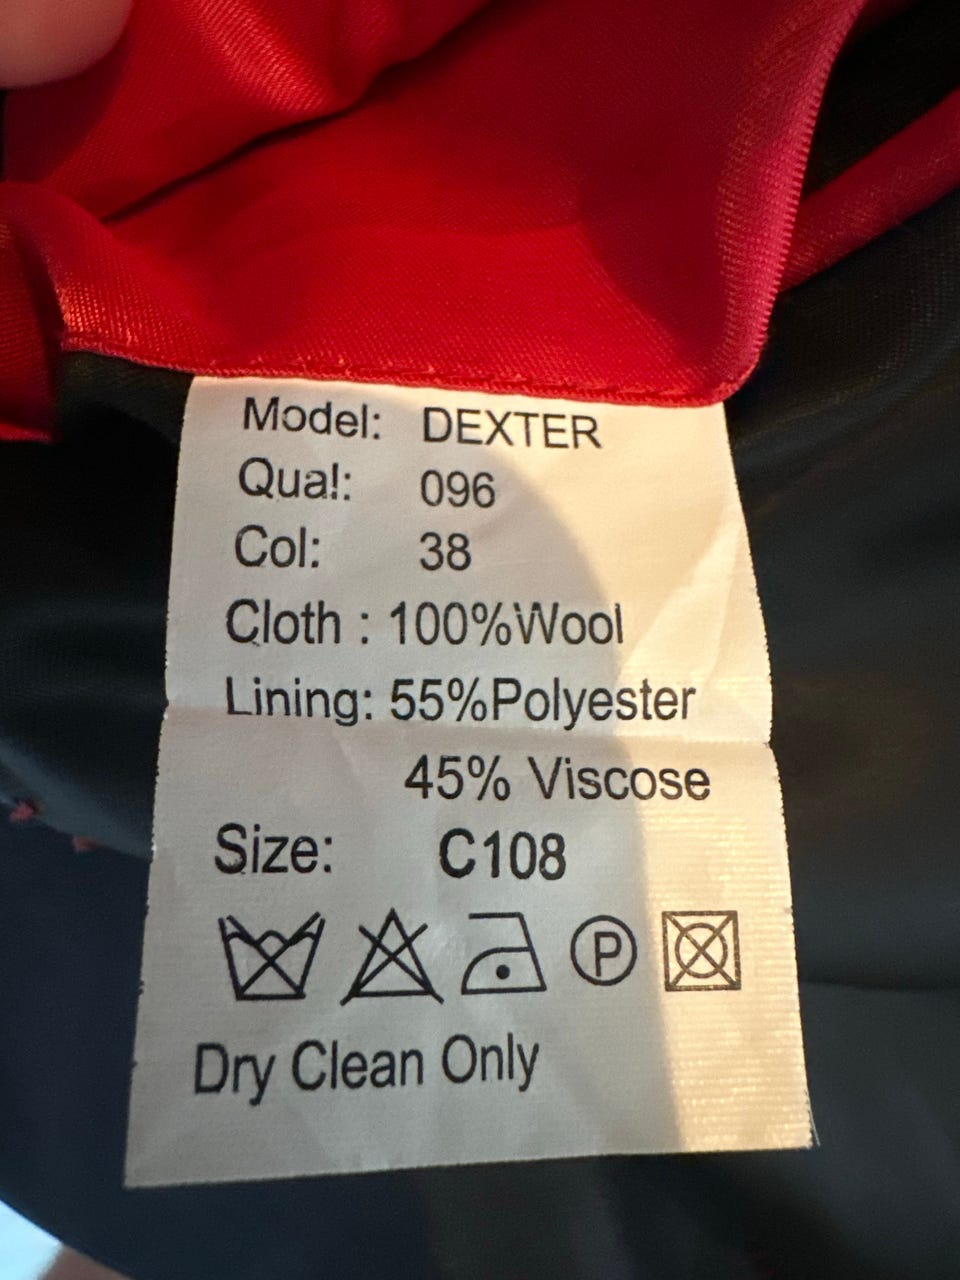 Model: DEXTER
Qual: 096
Col: 38
Cloth : 100%Wool
Lining: 55%Polyester
45% Viscose
Size: C108
P
Dry Clean Only